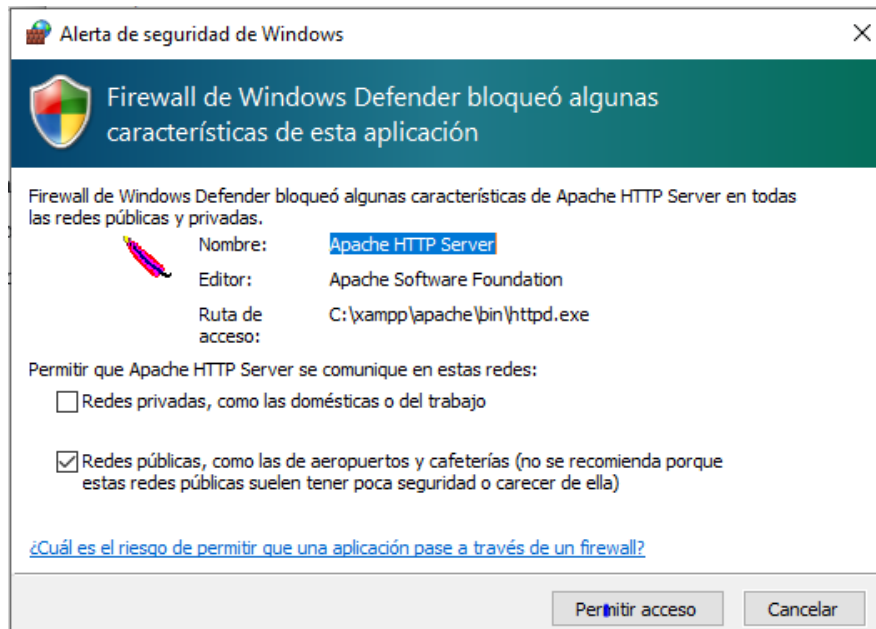 Alerta de seguridad de Windows
Firewall de Windows Defender bloqueó algunas
características de esta aplicación
Firewall de Windows Defender bloqueó algunas características de Apache HTTP Server en todas
las redes públicas y privadas.
Nombre: Apache HTTP Server
Editor: Apache Software Foundation
Ruta de C:\xampp\apache\bin\httpd.exe
acceso:
Permitir que Apache HTTP Server se comunique en estas redes:
Redes privadas, como las domésticas o del trabajo
Redes públicas, como las de aeropuertos y cafeterías (no se recomienda porque
estas redes públicas suelen tener poca seguridad o carecer de ella)
¿Cuál es el riesgo de permitir que una aplicación pase a través de un firewall?
Permitir acceso Cancelar